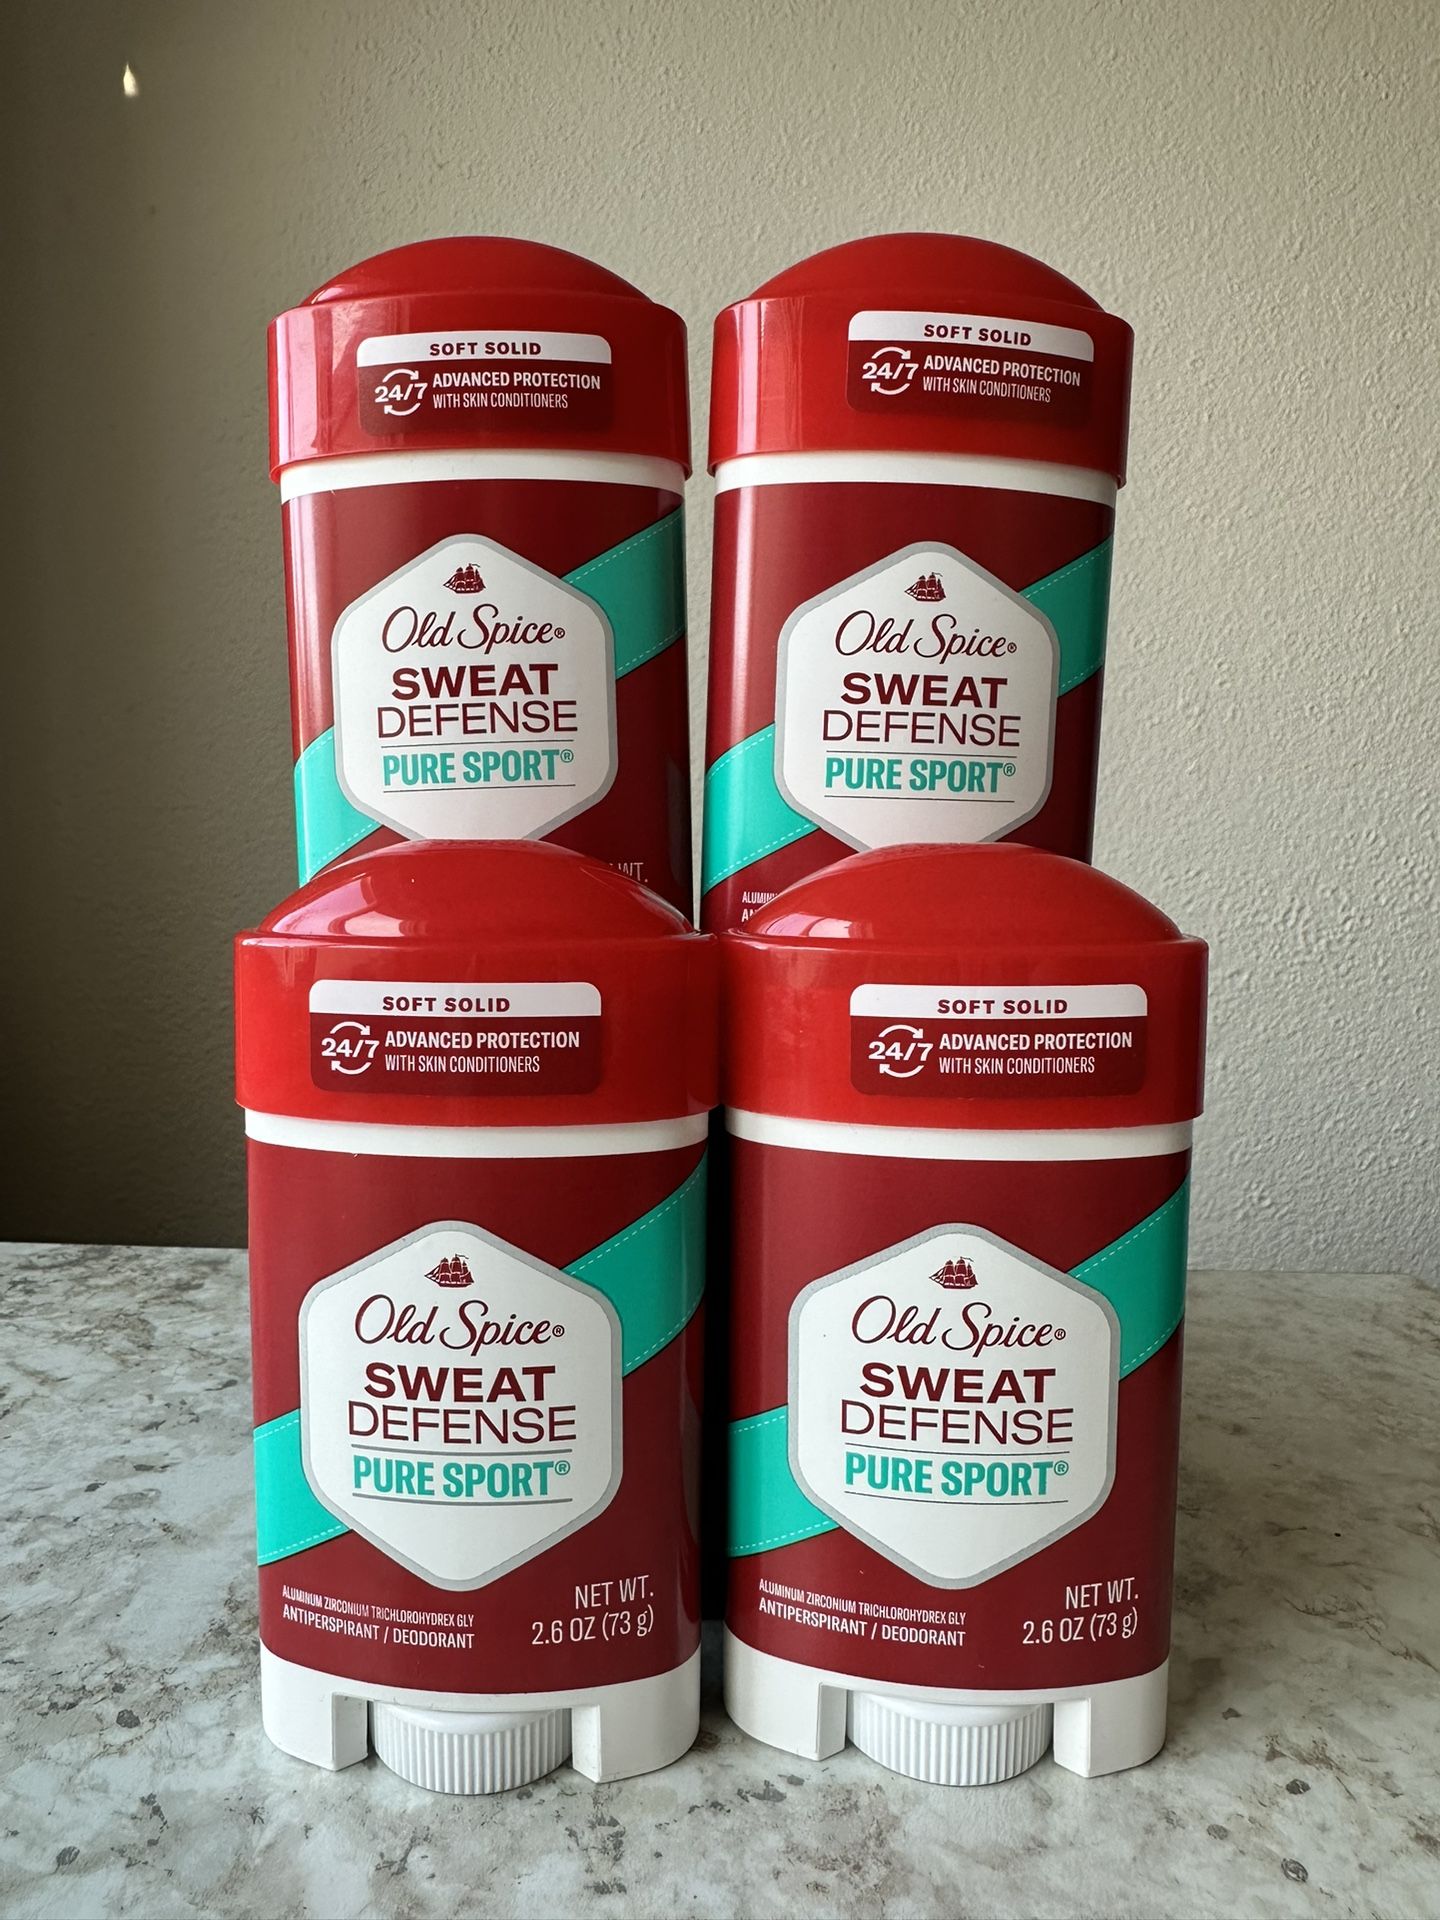 SOFT SOLID
24/7 ADVANCED PROTECTION
WITH SKIN CONDITIONERS
Old Spice®
SWEAT
DEFENSE
PURE SPORT®
WT.
SOFT SOLID
24/7 ADVANCED PROTECTION
WITH SKIN CONDITIONERS
Old Spice®
SWEAT
DEFENSE
PURE SPORT®
SOFT SOLID
24/7 ADVANCED PROTECTION
WITH SKIN CONDITIONERS
Old Spice®
SWEAT
DEFENSE
PURE SPORT®
ALUMINUM ZIRCONIUM TRICHLOROHYDREX GLY
ANTIPERSPIRANT / DEODORANT
NET WT.
2.6 OZ (73 g)
SOFT SOLID
24/7 ADVANCED PROTECTION
WITH SKIN CONDITIONERS
Old Spice®
SWEAT
DEFENSE
PURE SPORT®
ALUMINUM ZIRCONIUM TRICHLOROHYDREX GLY
ANTIPERSPIRANT / DEODORANT
NET WT.
2.6 OZ (73 g)